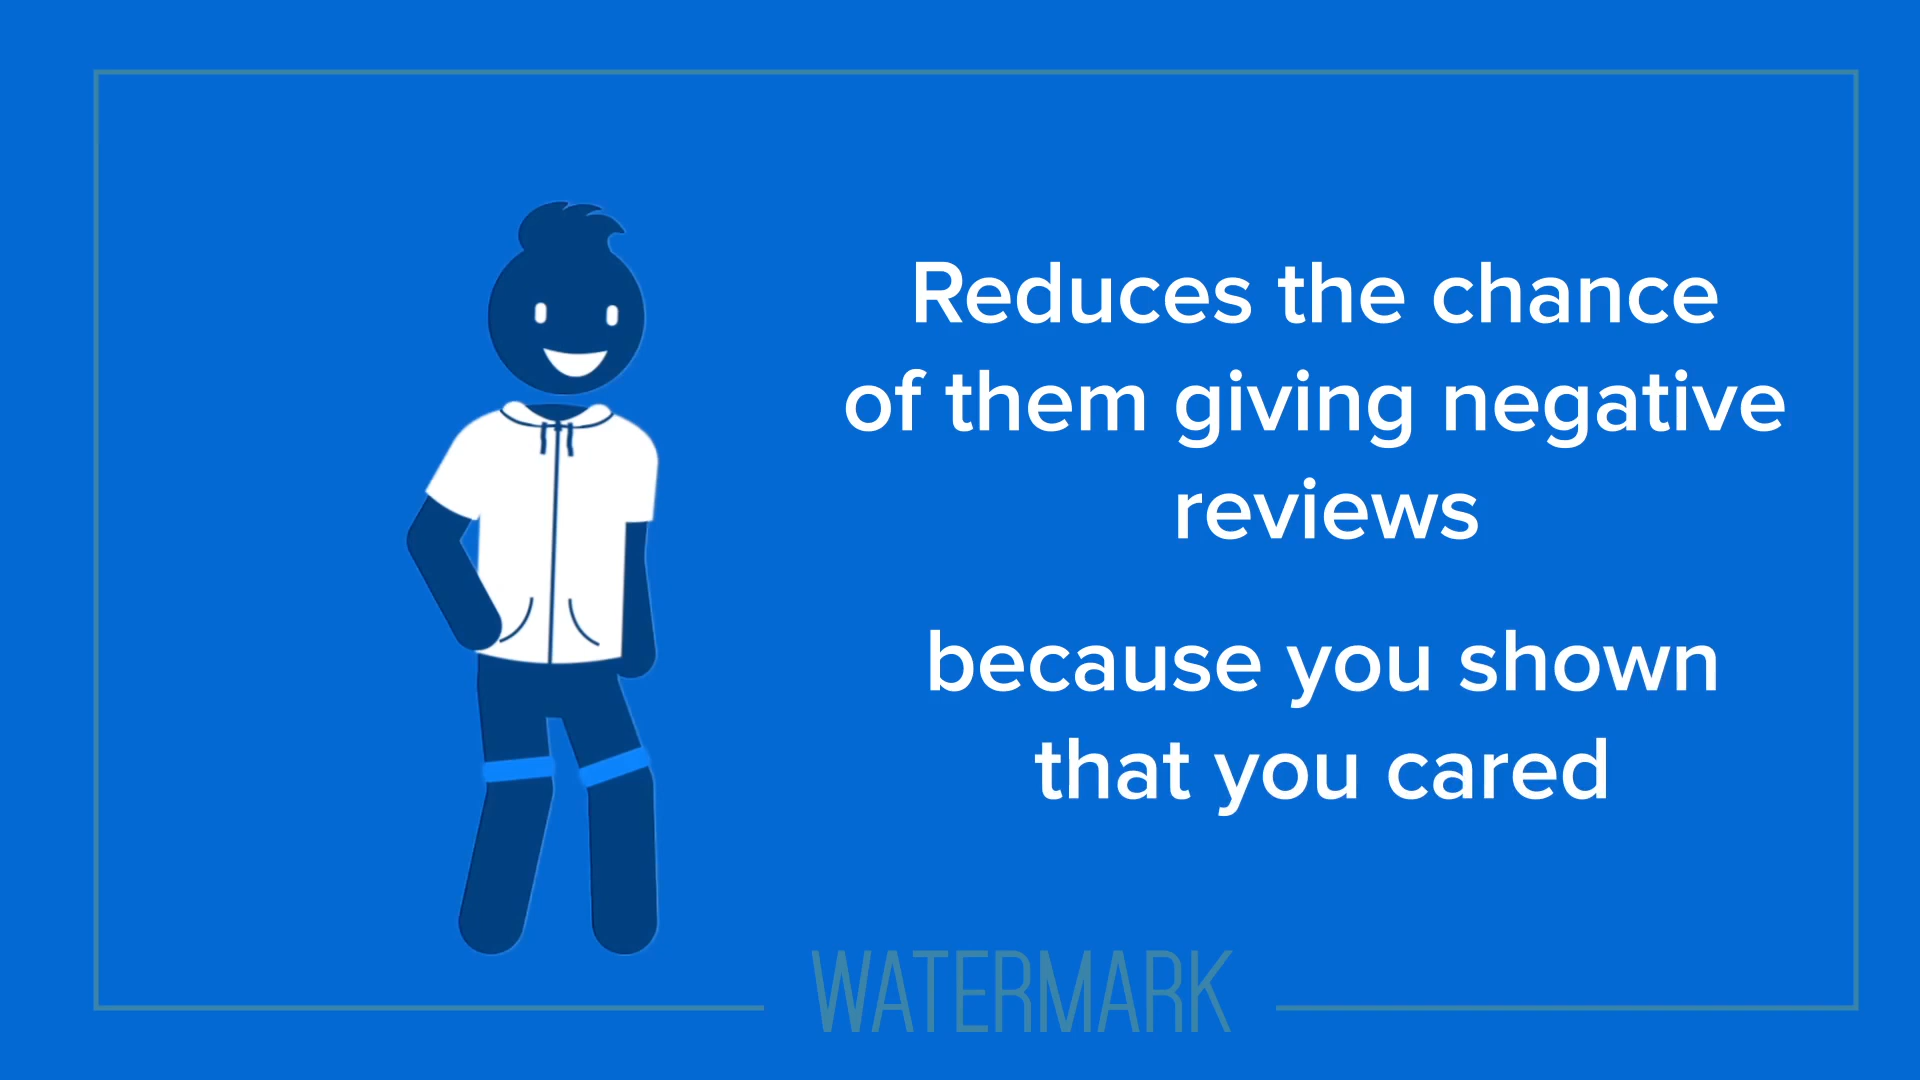 Reduces the chance
of them giving negative
reviews
because you shown
that you cared
WATERMARK